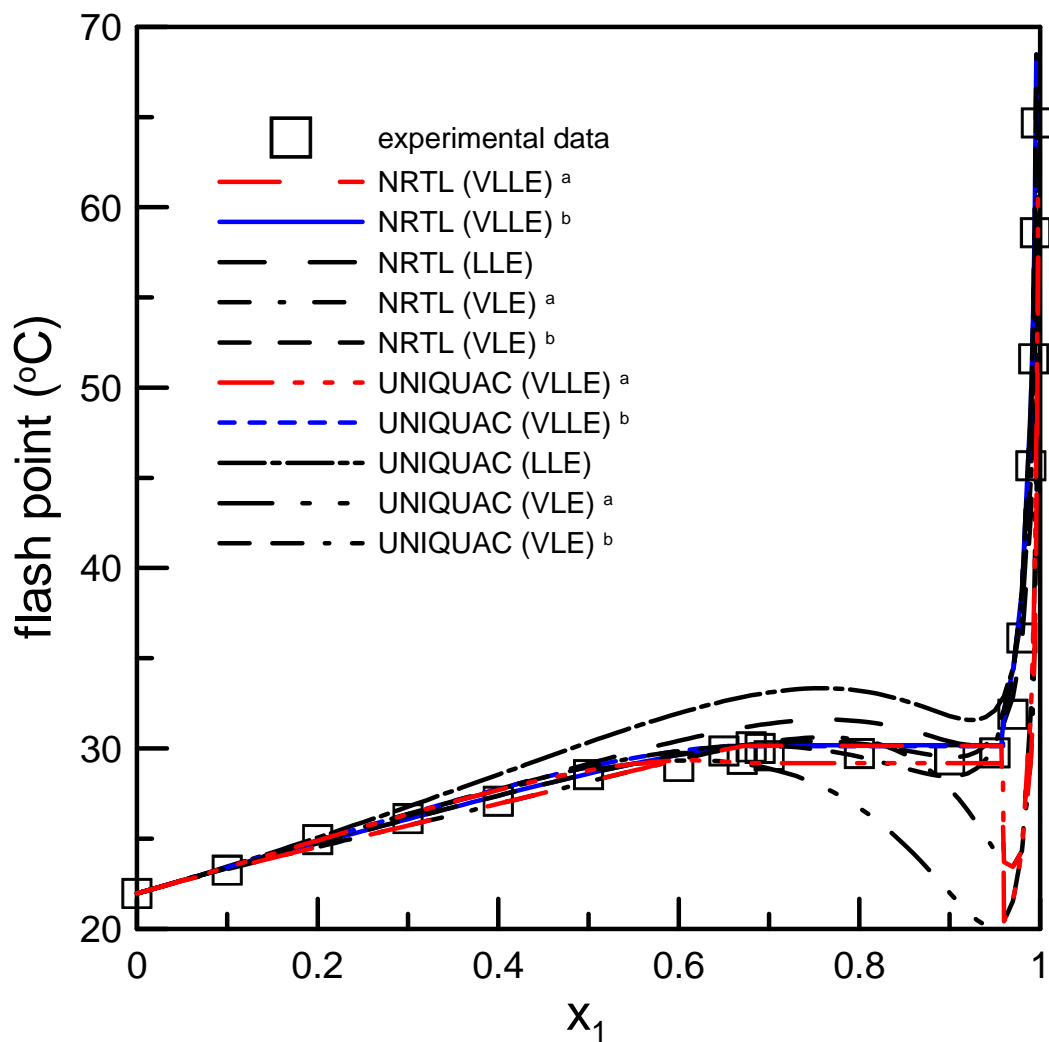 70
60
50
40
30
20
flash point (°C)
experimental data
NRTL (VLLE) ᵃ
NRTL (VLLE) ᵇ
NRTL (LLE)
NRTL (VLE) ᵃ
NRTL (VLE) ᵇ
UNIQUAC (VLLE) ᵃ
UNIQUAC (VLLE) ᵇ
UNIQUAC (LLE)
UNIQUAC (VLE) ᵃ
UNIQUAC (VLE) ᵇ
0 0.2 0.4 0.6 0.8 1
x₁